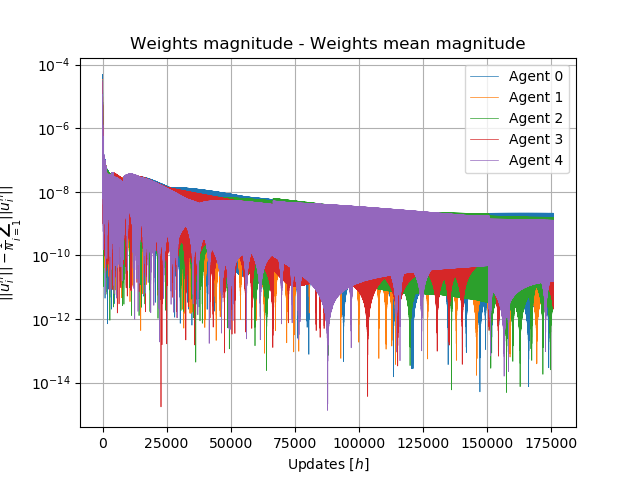 Weights magnitude - Weights mean magnitude
10⁻⁴
10⁻⁶
10⁻⁸
10⁻¹⁰
10⁻¹²
10⁻¹⁴
Agent 0
Agent 1
Agent 2
Agent 3
Agent 4
0 25000 50000 75000 100000 125000 150000 175000
Updates [h]